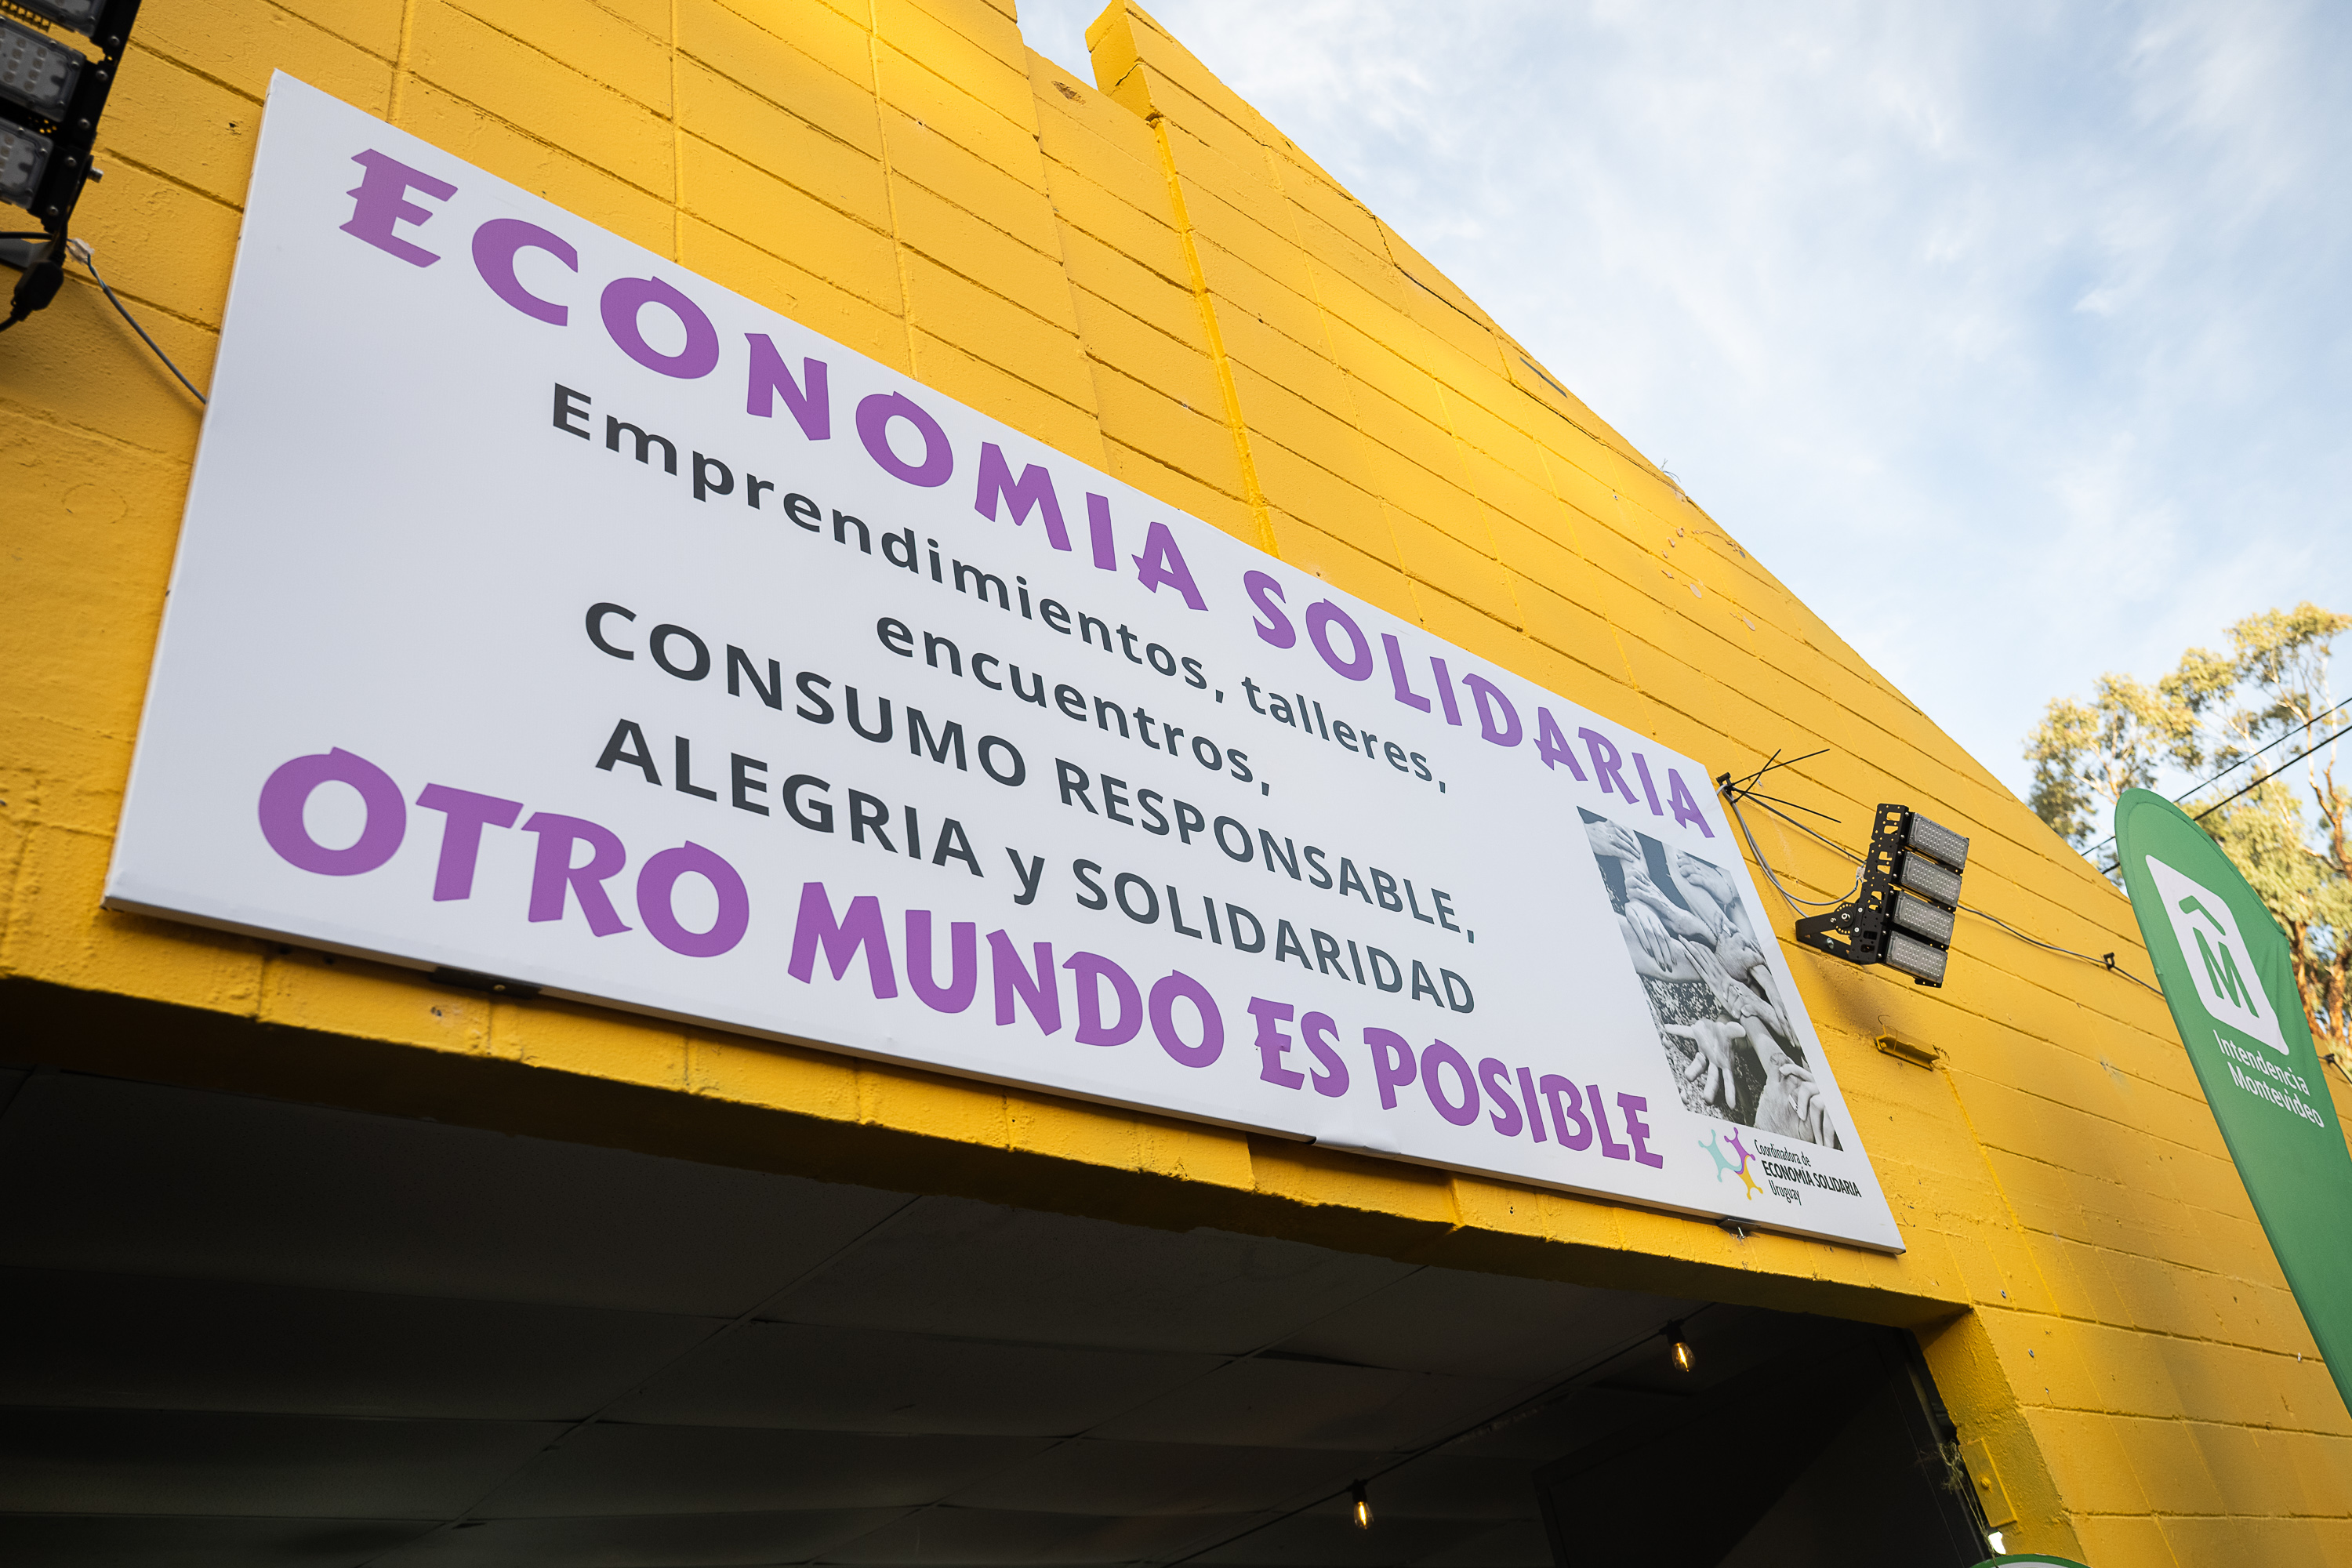 ECONOMIA SOLIDARIA
Emprendimientos, talleres,
encuentros,
CONSUMO RESPONSABLE,
ALEGRIA y SOLIDARIDAD
OTRO MUNDO ES POSIBLE
Coordinadora de
ECONOMÍA SOLIDARIA
Uruguay
M
Intendencia
Montevideo